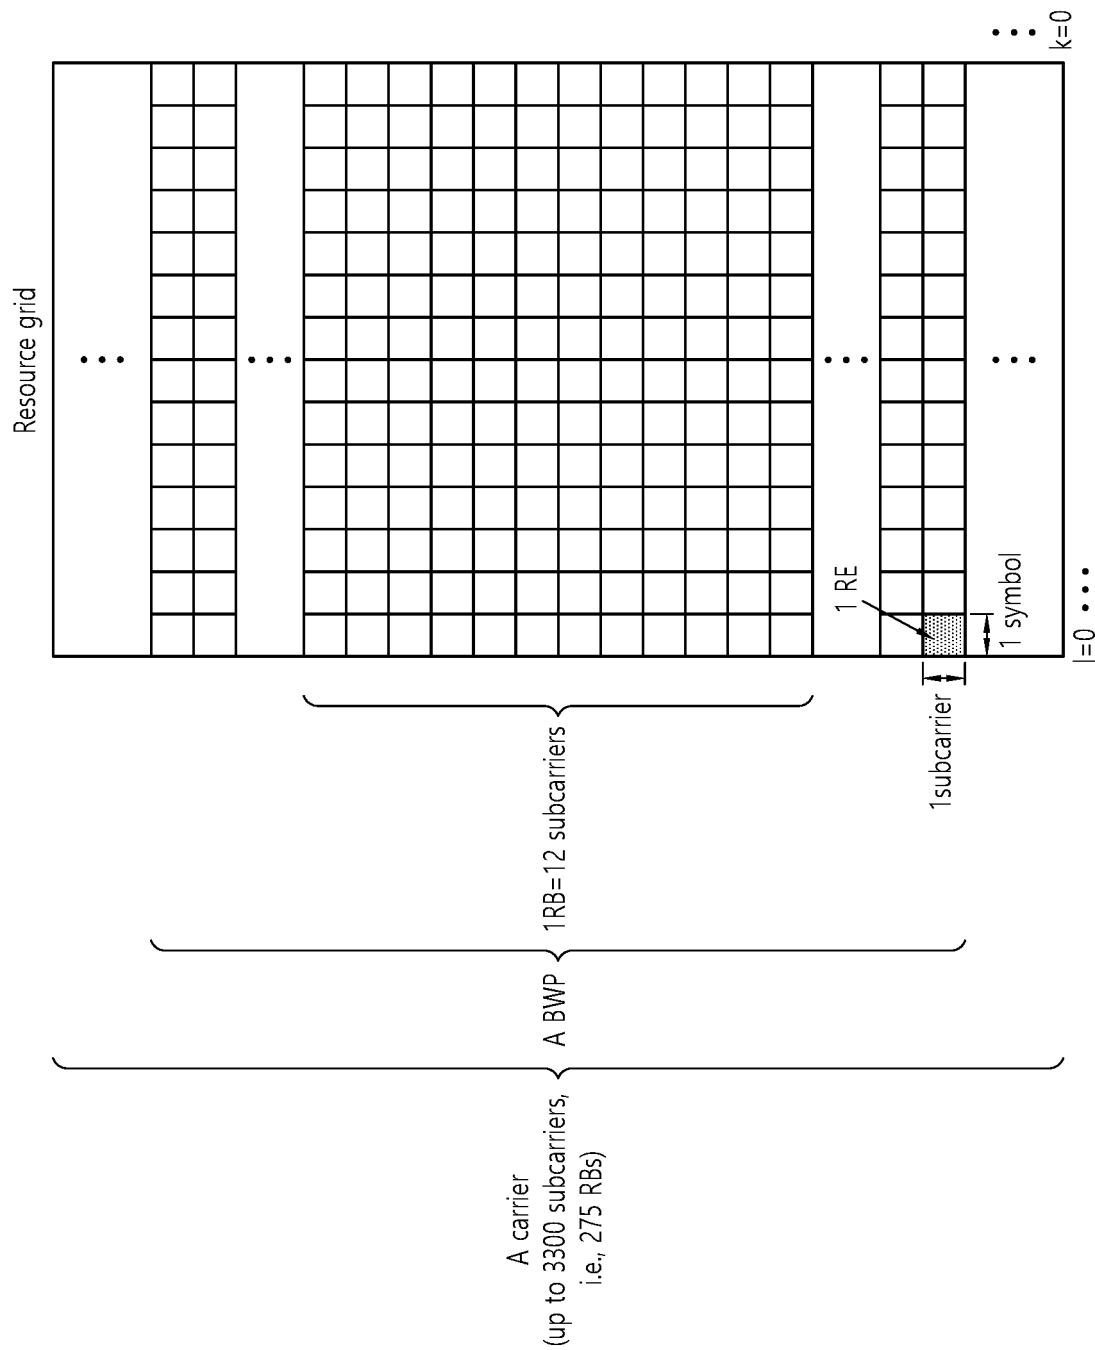 Resource grid
A carrier
(up to 3300 subcarriers,
i.e., 275 RBs)
A BWP
1RB=12 subcarriers
1subcarrier
1 RE
1 symbol
l=0
k=0